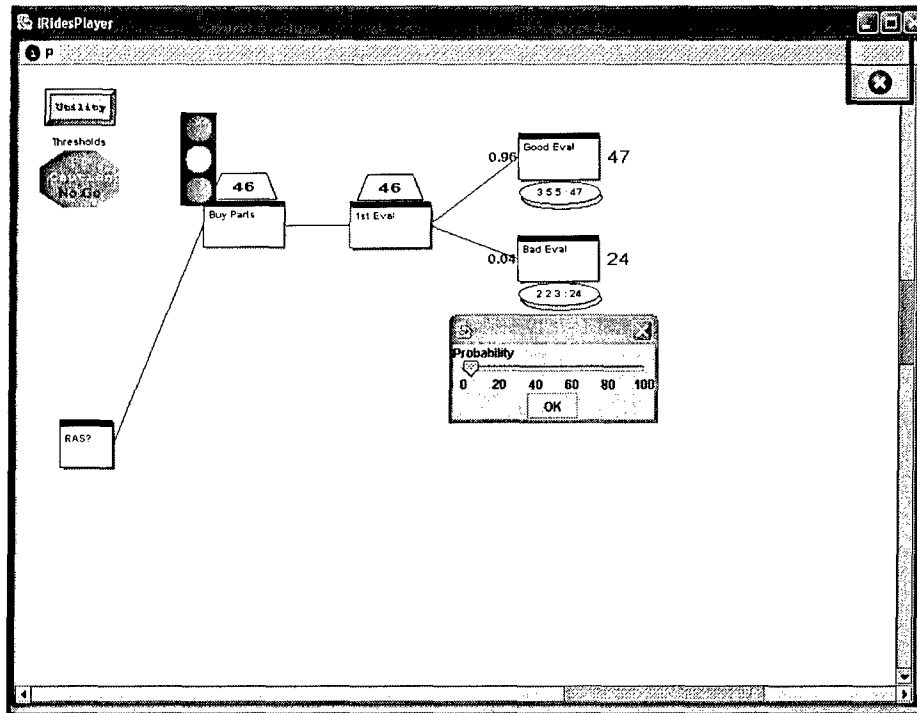 IRidesPlayer
P
Utility
Thresholds
No Go
46
Buy Parts
46
1st Eval
0.96
Good Eval
47
3 5 5 : 47
0.04
Bad Eval
24
2 2 3 : 24
Probability
0 20 40 60 80 100
OK
RAS?